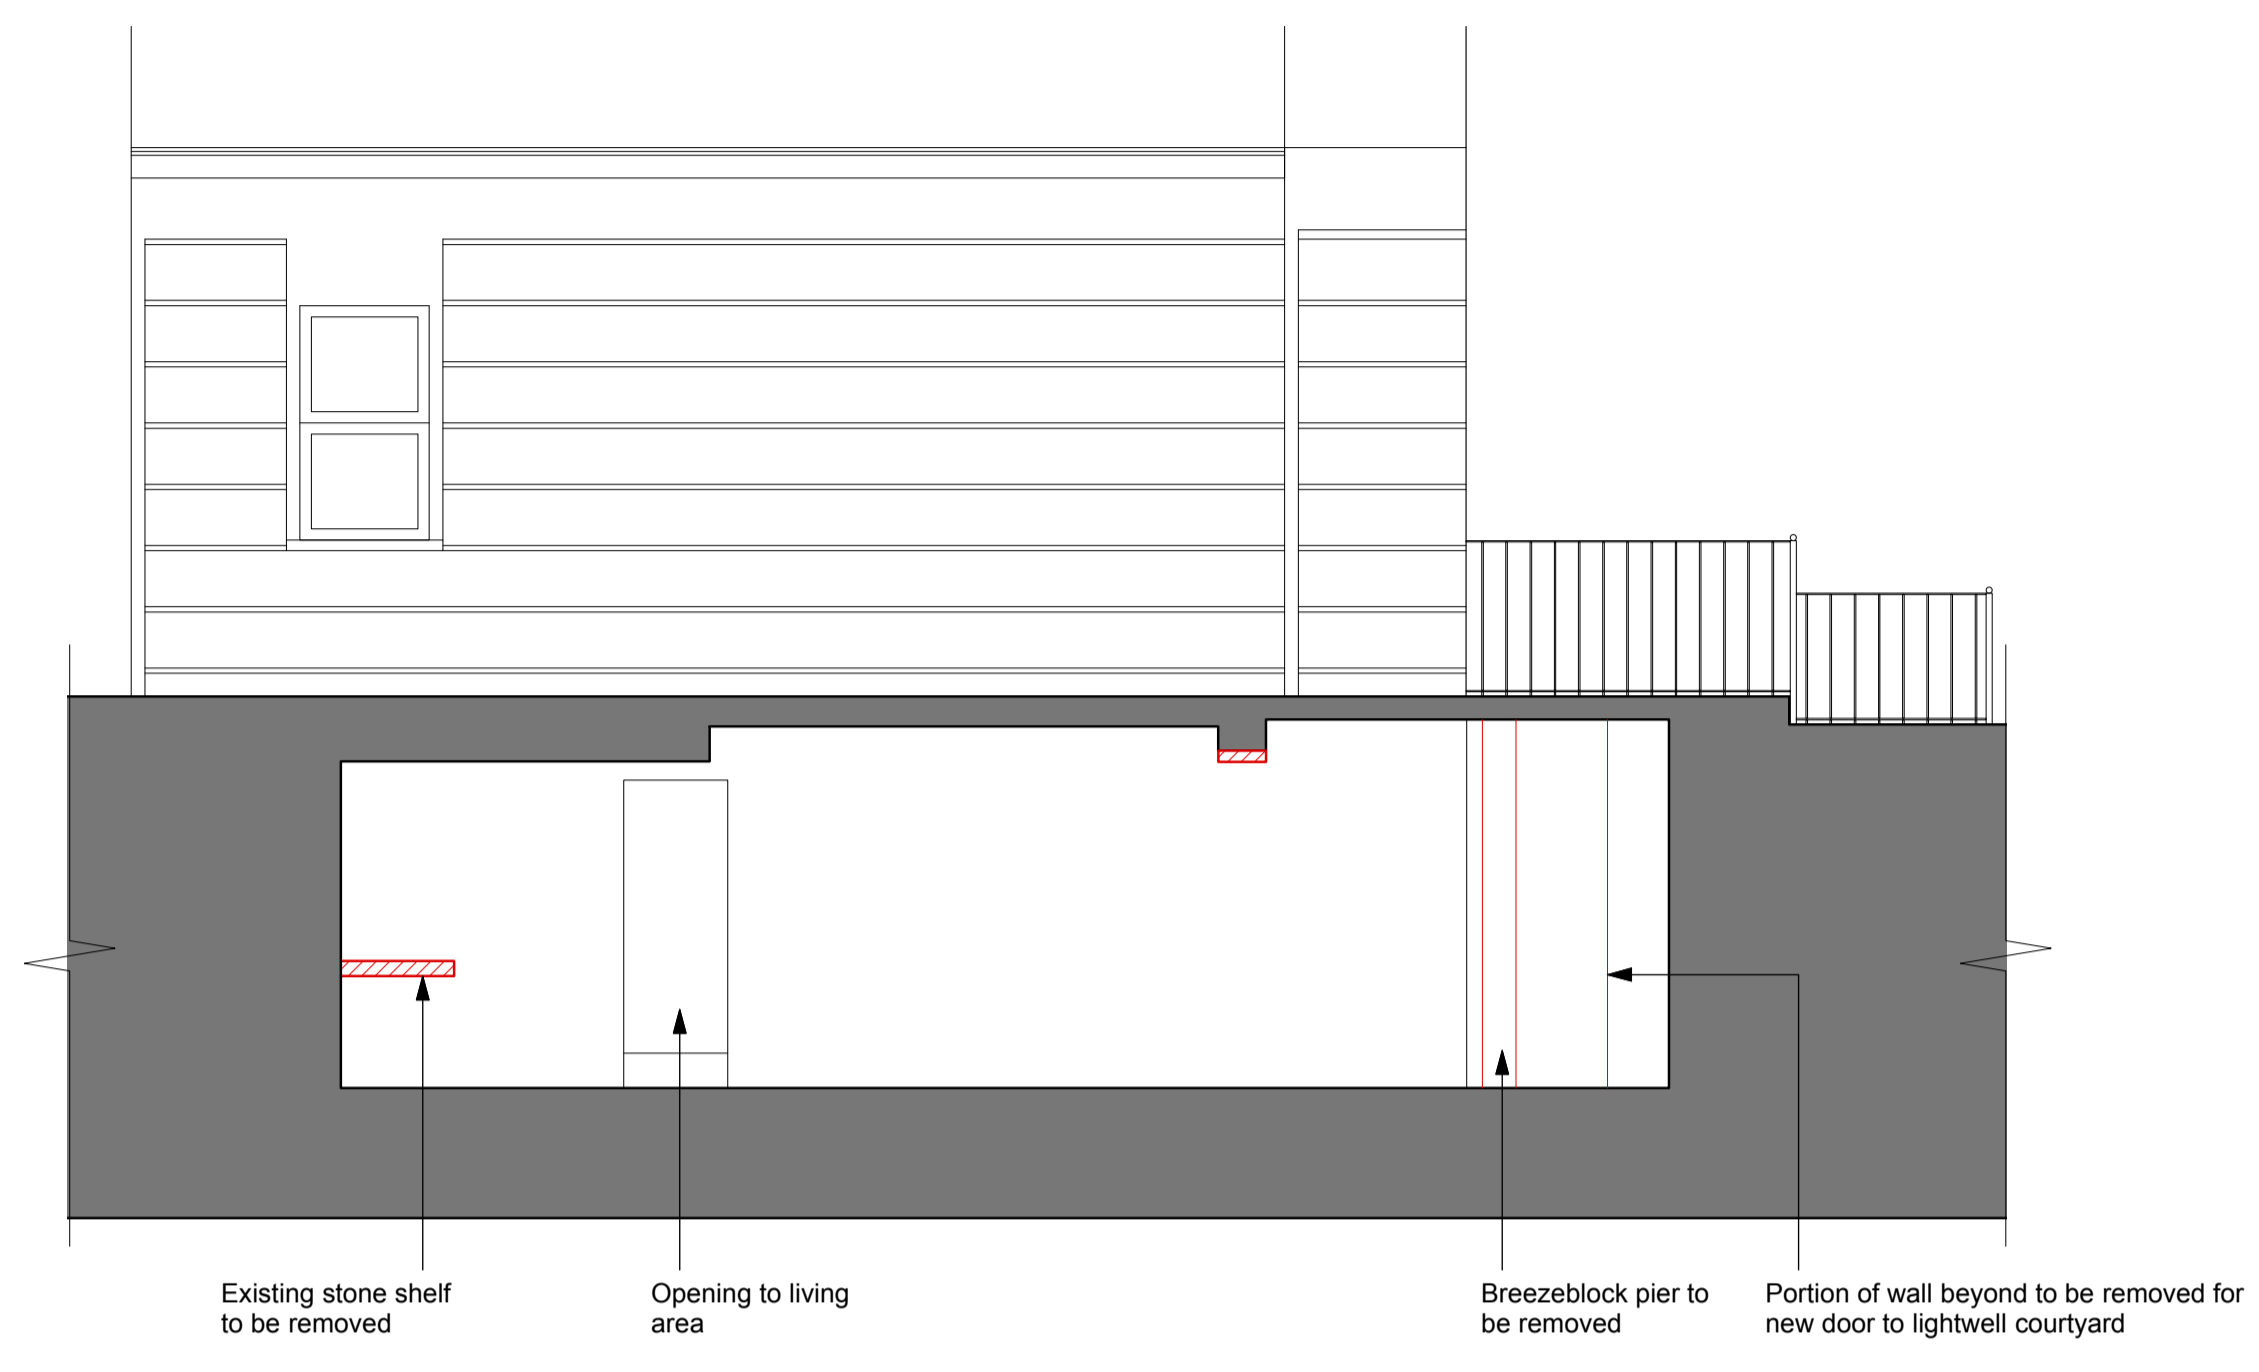 Existing stone shelf
to be removed
Opening to living
area
Breezeblock pier to
be removed
Portion of wall beyond to be removed for
new door to lightwell courtyard